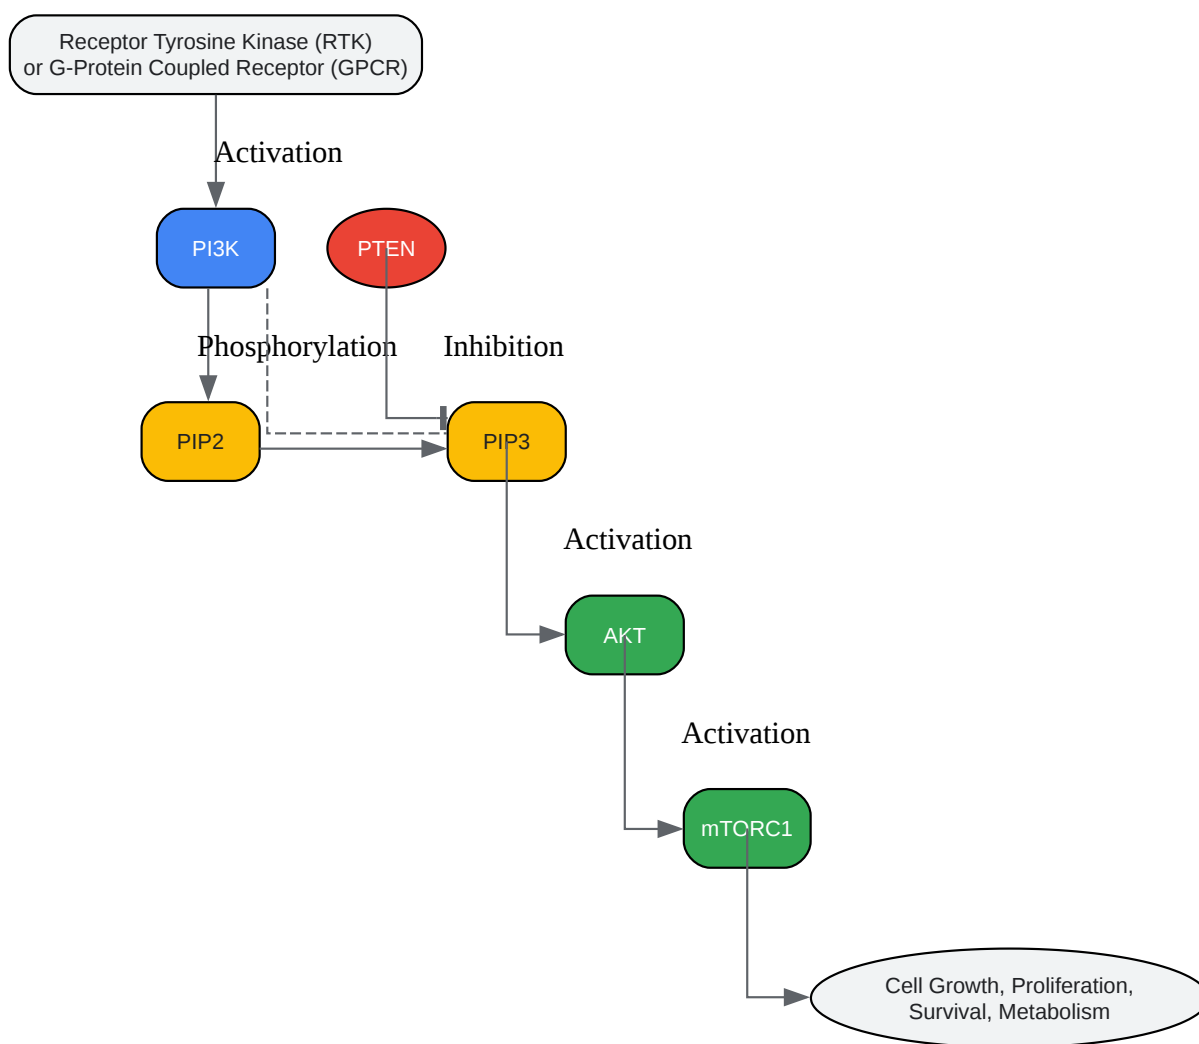 Receptor Tyrosine Kinase (RTK)
or G-Protein Coupled Receptor (GPCR)
Activation
PI3K
PTEN
Phosphorylation
Inhibition
PIP2
PIP3
Activation
AKT
Activation
mTORC1
Cell Growth, Proliferation,
Survival, Metabolism